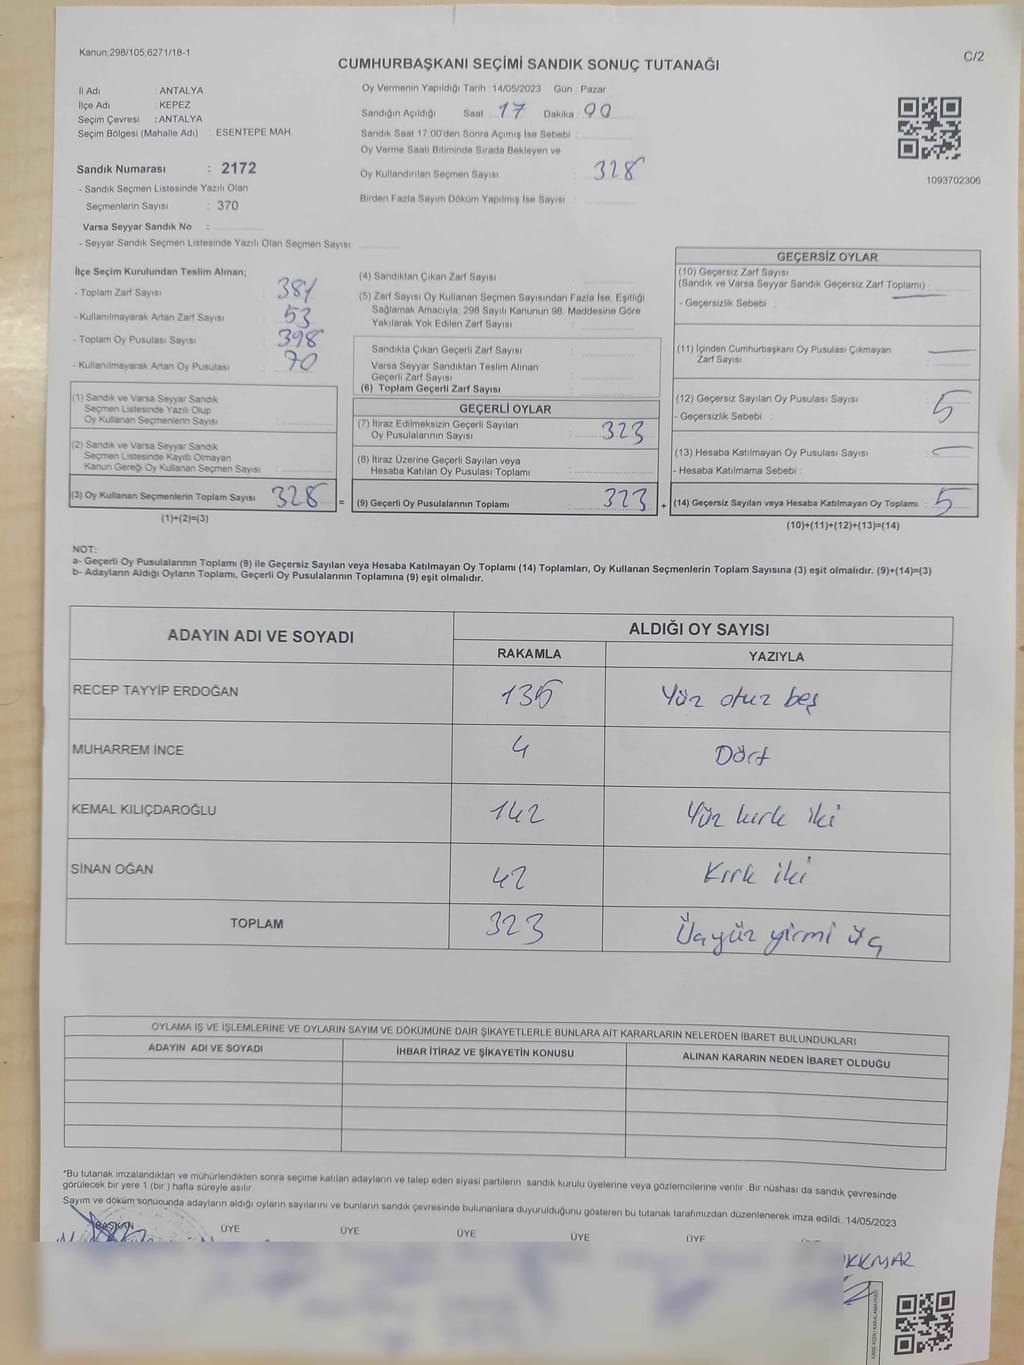 Kanun;298/105;6271/18-1
C/2
CUMHURBAŞKANI SEÇİMİ SANDIK SONUÇ TUTANAĞI
İl Adı : ANTALYA
İlçe Adı : KEPEZ
Seçim Çevresi : ANTALYA
Seçim Bölgesi (Mahalle Adı) : ESENTEPE MAH.
Sandık Numarası : 2172
- Sandık Seçmen Listesinde Yazılı Olan
Seçmenlerin Sayısı : 370
Varsa Seyyar Sandık No :
- Seyyar Sandık Seçmen Listesinde Yazılı Olan Seçmen Sayısı:
Oy Vermenin Yapıldığı Tarih : 14/05/2023 Gün : Pazar
Sandığın Açıldığı Saat : 17 Dakika : 90
Sandık Saat 17:00'den Sonra Açımış İse Sebebi :
Oy Verme Saati Bitiminde Sırada Bekleyen ve
Oy Kullandırılan Seçmen Sayısı : 328
Birden Fazla Sayım Döküm Yapılmış İse Sayısı :
1093702306
İlçe Seçim Kurulundan Teslim Alınan;
- Toplam Zarf Sayısı : 381
- Kullanılmayarak Artan Zarf Sayısı : 53
- Toplam Oy Pusulası Sayısı : 398
- Kullanılmayarak Artan Oy Pusulası : 70
(1) Sandık ve Varsa Seyyar Sandık
Seçmen Listesinde Yazılı Olup
Oy Kullanan Seçmenlerin Sayısı :
(2) Sandık ve Varsa Seyyar Sandık
Seçmen Listesinde Kayıtlı Olmayan
Kanun Gereği Oy Kullanan Seçmen Sayısı :
(3) Oy Kullanan Seçmenlerin Toplam Sayısı 328 =
(1)+(2)=(3)
(4) Sandıktan Çıkan Zarf Sayısı :
(5) Zarf Sayısı Oy Kullanan Seçmen Sayısından Fazla İse, Eşitliği
Sağlamak Amacıyla, 298 Sayılı Kanunun 98. Maddesine Göre
Yakılarak Yok Edilen Zarf Sayısı :
Sandıkta Çıkan Geçerli Zarf Sayısı :
Varsa Seyyar Sandıktan Teslim Alınan
Geçerli Zarf Sayısı :
(6) Toplam Geçerli Zarf Sayısı
GEÇERLİ OYLAR
(7) İtiraz Edilmeksizin Geçerli Sayılan
Oy Pusulalarının Sayısı : 323
(8) İtiraz Üzerine Geçerli Sayılan veya
Hesaba Katılan Oy Pusulası Toplamı :
(9) Geçerli Oy Pusulalarının Toplamı : 323 +
GEÇERSİZ OYLAR
(10) Geçersiz Zarf Sayısı
(Sandık ve Varsa Seyyar Sandık Geçersiz Zarf Toplamı) :
- Geçersizlik Sebebi :
(11) İçinden Cumhurbaşkanı Oy Pusulası Çıkmayan
Zarf Sayısı :
(12) Geçersiz Sayılan Oy Pusulası Sayısı : 5
- Geçersizlik Sebebi :
(13) Hesaba Katılmayan Oy Pusulası Sayısı :
- Hesaba Katılmama Sebebi :
(14) Geçersiz Sayılan veya Hesaba Katılmayan Oy Toplamı : 5
(10)+(11)+(12)+(13)=(14)
NOT:
a- Geçerli Oy Pusulalarının Toplamı (9) ile Geçersiz Sayılan veya Hesaba Katılmayan Oy Toplamı (14) Toplamları, Oy Kullanan Seçmenlerin Toplam Sayısına (3) eşit olmalıdır. (9)+(14)=(3)
b- Adayların Aldığı Oyların Toplamı, Geçerli Oy Pusulalarının Toplamına (9) eşit olmalıdır.
ADAYIN ADI VE SOYADI
ALDIĞI OY SAYISI
RAKAMLA YAZIYLA
RECEP TAYYİP ERDOĞAN 135 Yüz otuz beş
MUHARREM İNCE 4 Dört
KEMAL KILIÇDAROĞLU 142 Yüz kırk iki
SİNAN OĞAN 42 Kırk iki
TOPLAM 323 Üçyüz yirmi üç
OYLAMA İŞ VE İŞLEMLERİNE VE OYLARIN SAYIM VE DÖKÜMÜNE DAİR ŞİKAYETLERLE BUNLARA AİT KARARLARIN NELERDEN İBARET BULUNDUKLARI
ADAYIN ADI VE SOYADI İHBAR İTİRAZ VE ŞİKAYETİN KONUSU ALINAN KARARIN NEDEN İBARET OLDUĞU
*Bu tutanak imzalandıktan ve mühürlendikten sonra seçime katılan adayların ve talep eden siyasi partilerin sandık kurulu üyelerine veya gözlemcilerine verilir. Bir nüshası da sandık çevresinde
görülecek bir yere 1 (bir ) hafta süreyle asılır.
Sayım ve döküm sonucunda adayların aldığı oyların sayılarını ve bunların sandık çevresinde bulunanlara duyurulduğunu gösteren bu tutanak tarafımızdan düzenlenerek imza edildi. 14/05/2023
BAŞKAN ÜYE ÜYE ÜYE ÜYE ÜYE